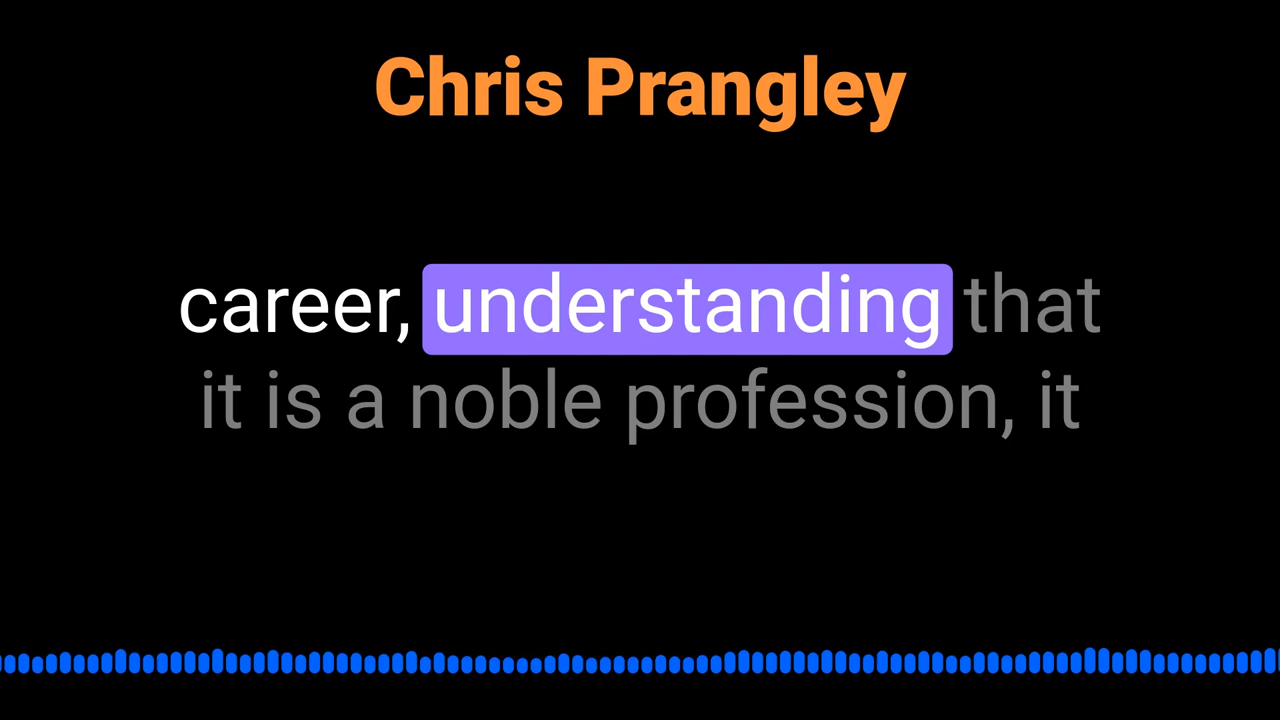 Chris Prangley
career, understanding that
it is a noble profession, it